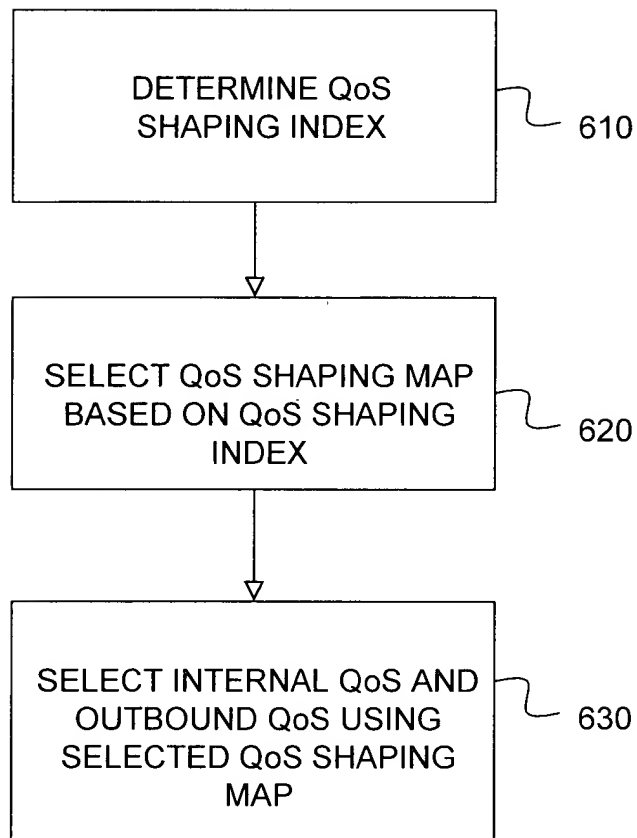 DETERMINE QoS
SHAPING INDEX
610
SELECT QoS SHAPING MAP
BASED ON QoS SHAPING
INDEX
620
SELECT INTERNAL QoS AND
OUTBOUND QoS USING
SELECTED QoS SHAPING
MAP
630